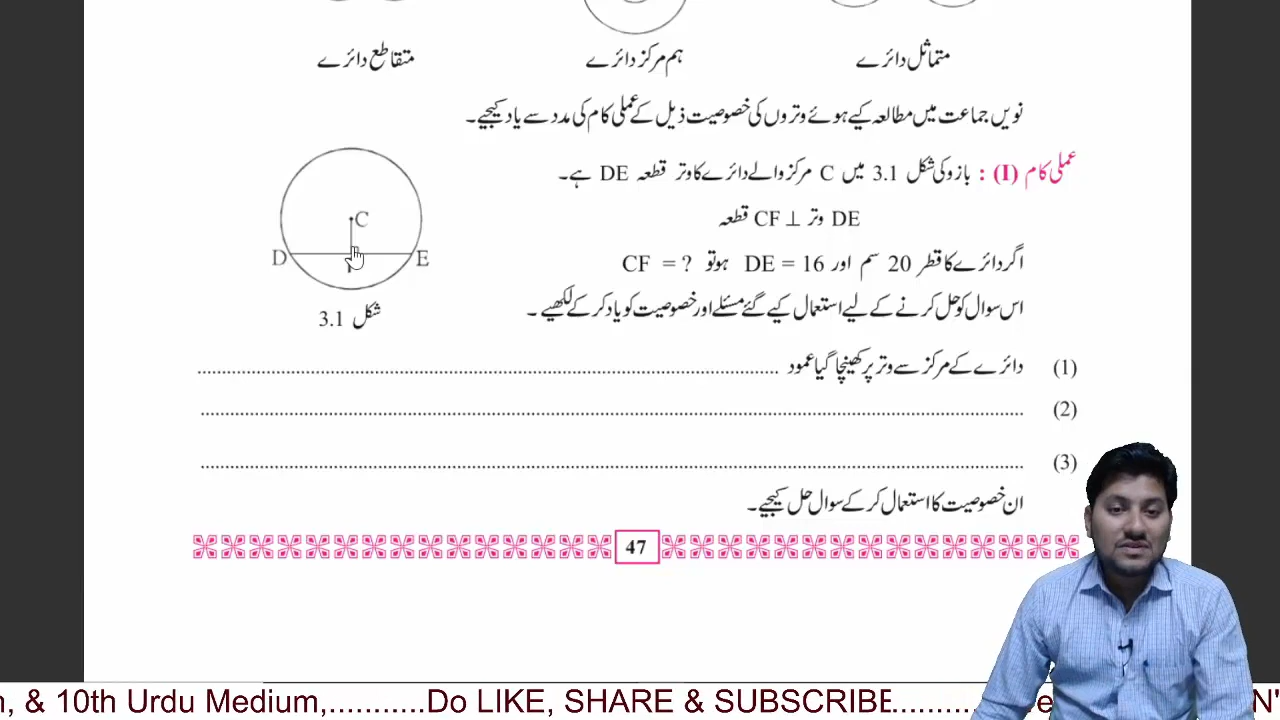 متماثل دائرے
ہم مرکز دائرے
متقاطع دائرے
نویں جماعت میں مطالعہ کیے ہوئے وتروں کی خصوصیت ذیل کے عملی کام کی مدد سے یاد کیجیے۔
عملی کام (I) : بازو کی شکل 3.1 میں C مرکز والے دائرے کا وتر قطعہ DE ہے۔
قطعہ CF ⊥ وتر DE
اگر دائرے کا قطر 20 سم اور DE = 16 ہو تو CF = ?
اس سوال کو حل کرنے کے لیے استعمال کیے گئے مسئلے اور خصوصیت کو یاد کرکے لکھیے ۔
C
D
E
شکل 3.1
(1) دائرے کے مرکز سے وتر پر کھینچا گیا عمود ........................................
(2) ........................................
(3) ........................................
ان خصوصیت کا استعمال کرکے سوال حل کیجیے۔
47
& 10th Urdu Medium,...........Do LIKE, SHARE & SUBSCRIBE